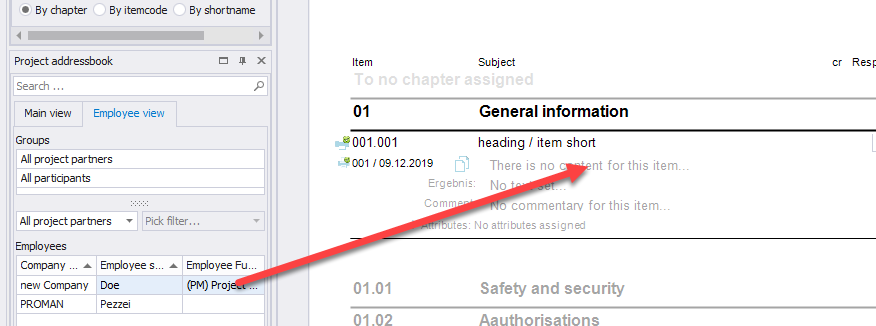 By chapter By itemcode By shortname
Project addressbook
Search ...
Main view Employee view
Groups
All project partners
All participants
All project partners Pick filter...
Employees
Company ... Employee s... Employee Fu...
new Company Doe (PM) Project ...
PROMAN Pezzei
Item Subject cr Resp
To no chapter assigned
01 General information
001.001 heading / item short
001 / 09.12.2019 There is no content for this item...
Ergebnis: No text set...
Comment: No commentary for this item...
Attributes: No attributes assigned
01.01 Safety and security
01.02 Aauthorisations